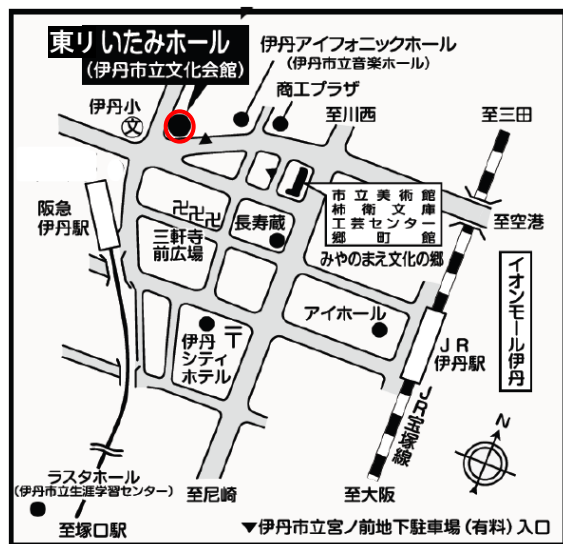 東リ いたみホール
(伊丹市立文化会館)
伊丹アイフォニックホール
(伊丹市立音楽ホール)
商工プラザ
伊丹小
文
至川西
至三田
阪急
伊丹駅
卍卍卍
三軒寺
前広場
長寿蔵
市立美術館
柿衞文庫
工芸センター
郷町館
みやのまえ文化の郷
至空港
イオンモール伊丹
アイホール
伊丹
シティ
ホテル
〒
JR
伊丹駅
JR宝塚線
N
ラスタホール
(伊丹市立生涯学習センター)
至尼崎
至大阪
至塚口駅
▼伊丹市立宮ノ前地下駐車場(有料)入口